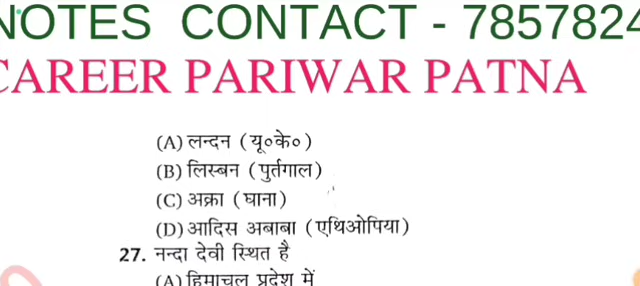 NOTES CONTACT - 785782
CAREER PARIWAR PATNA
(A) लन्दन (यू०के०)
(B) लिस्बन (पुर्तगाल)
(C) अक्रा (घाना)
(D) आदिस अबाबा (एथिओपिया)
27. नन्दा देवी स्थित है
(A) हिमाचल प्रदेश में